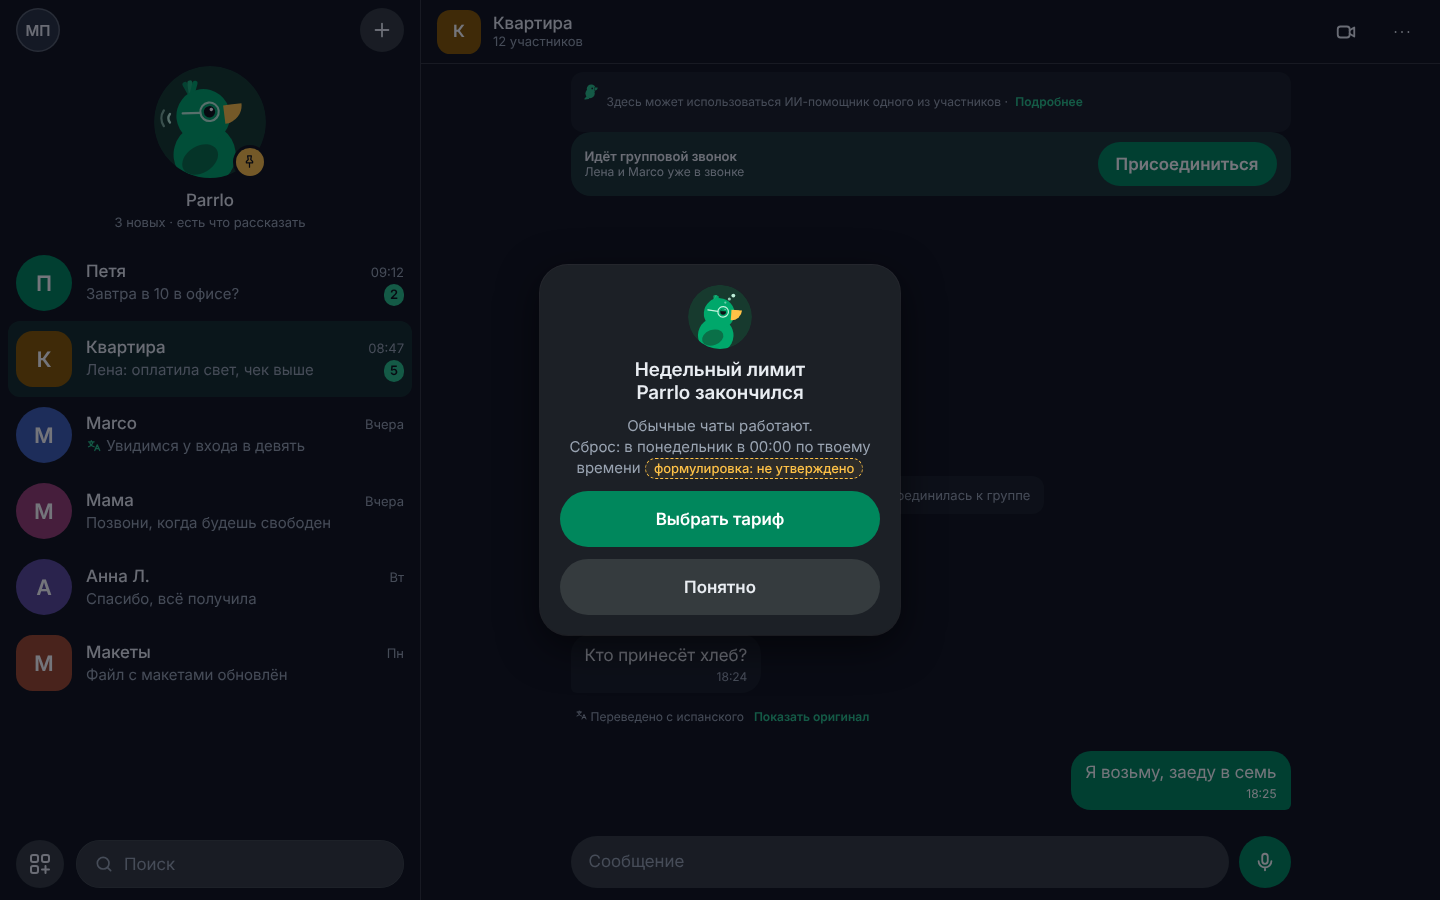 МП
Parrlo
3 новых · есть что рассказать
П
Петя
09:12
Завтра в 10 в офисе?
2
К
Квартира
08:47
Лена: оплатила свет, чек выше
5
М
Marco
Вчера
Увидимся у входа в девять
М
Мама
Вчера
Позвони, когда будешь свободен
А
Анна Л.
Вт
Спасибо, всё получила
М
Макеты
Пн
Файл с макетами обновлён
Поиск
К
Квартира
12 участников
Здесь может использоваться ИИ-помощник одного из участников · Подробнее
Идёт групповой звонок
Лена и Marco уже в звонке
Присоединиться
Недельный лимит
Parrlo закончился
Обычные чаты работают.
Сброс: в понедельник в 00:00 по твоему
времени формулировка: не утверждено
Выбрать тариф
Понятно
оединилась к группе
Кто принесёт хлеб?
18:24
Переведено с испанского Показать оригинал
Я возьму, заеду в семь
18:25
Сообщение